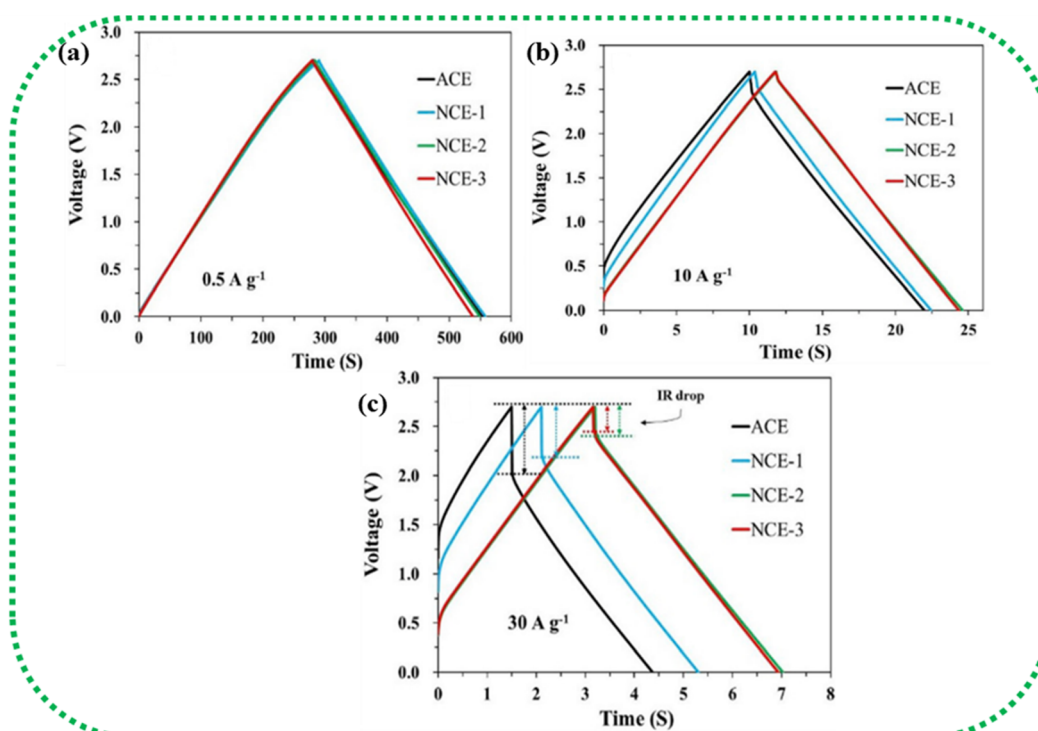 (a)
3.0
2.5
2.0
1.5
1.0
0.5
0.0
Voltage (V)
ACE
NCE-1
NCE-2
NCE-3
0.5 A g⁻¹
0 100 200 300 400 500 600
Time (S)
(b)
3.0
2.5
2.0
1.5
1.0
0.5
0.0
Voltage (V)
ACE
NCE-1
NCE-2
NCE-3
10 A g⁻¹
0 5 10 15 20 25
Time (S)
(c)
3.0
2.5
2.0
1.5
1.0
0.5
0.0
Voltage (V)
IR drop
ACE
NCE-1
NCE-2
NCE-3
30 A g⁻¹
0 1 2 3 4 5 6 7 8
Time (S)